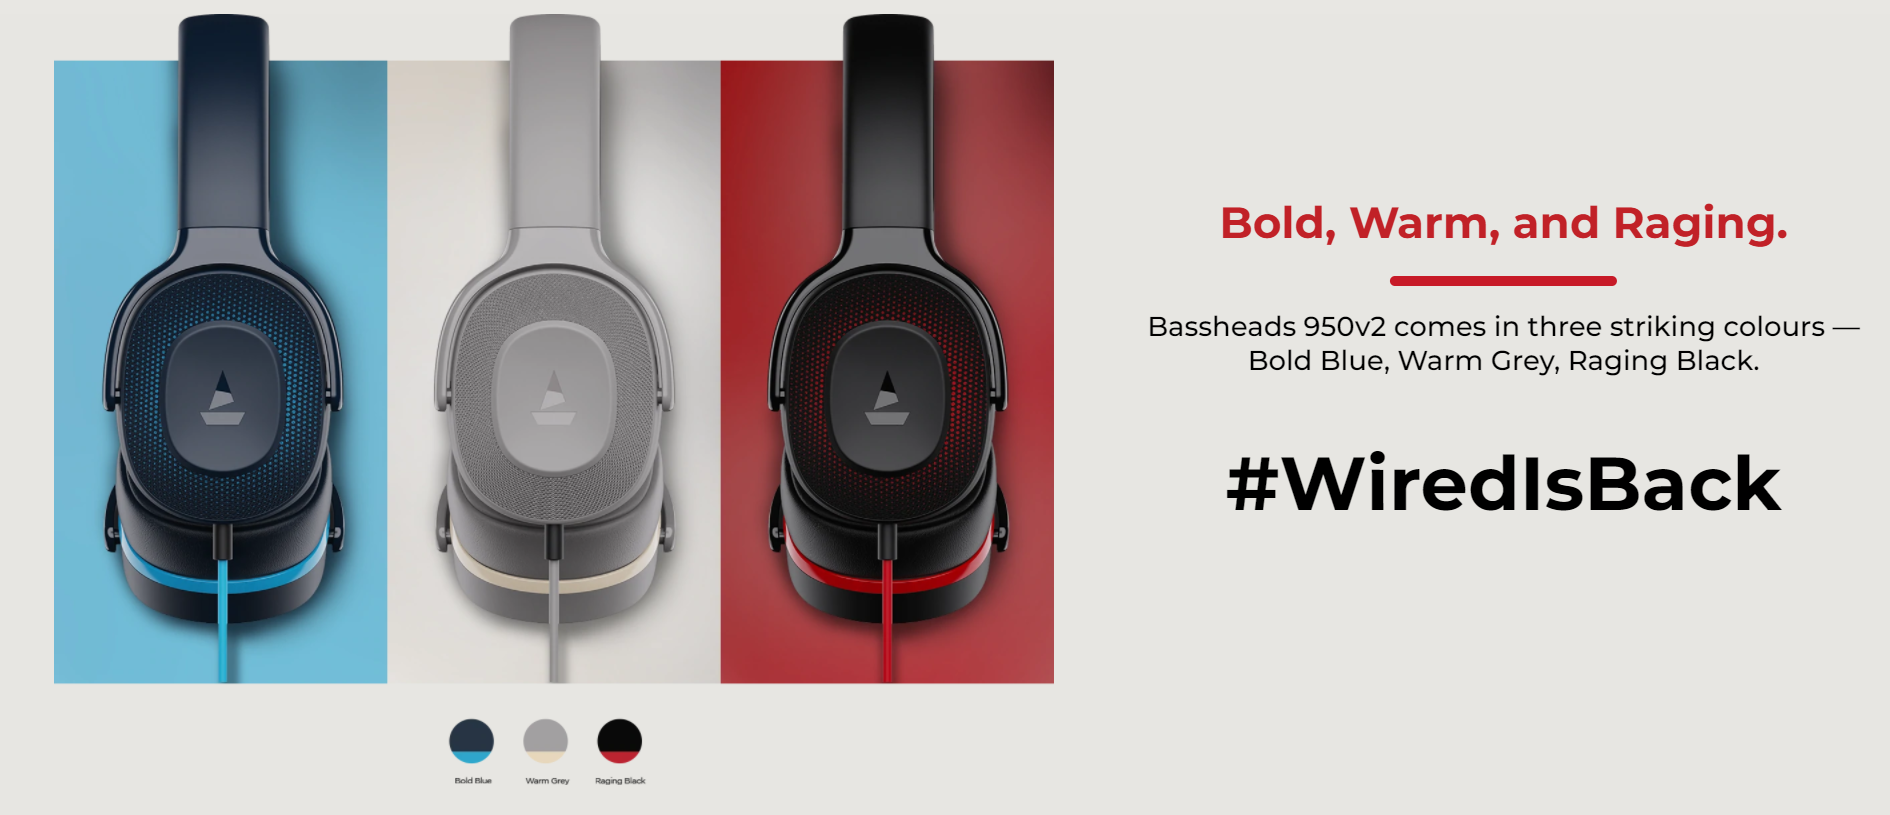 Bold, Warm, and Raging.
Bassheads 950v2 comes in three striking colours —
Bold Blue, Warm Grey, Raging Black.
#WiredIsBack
Bold Blue
Warm Grey
Raging Black